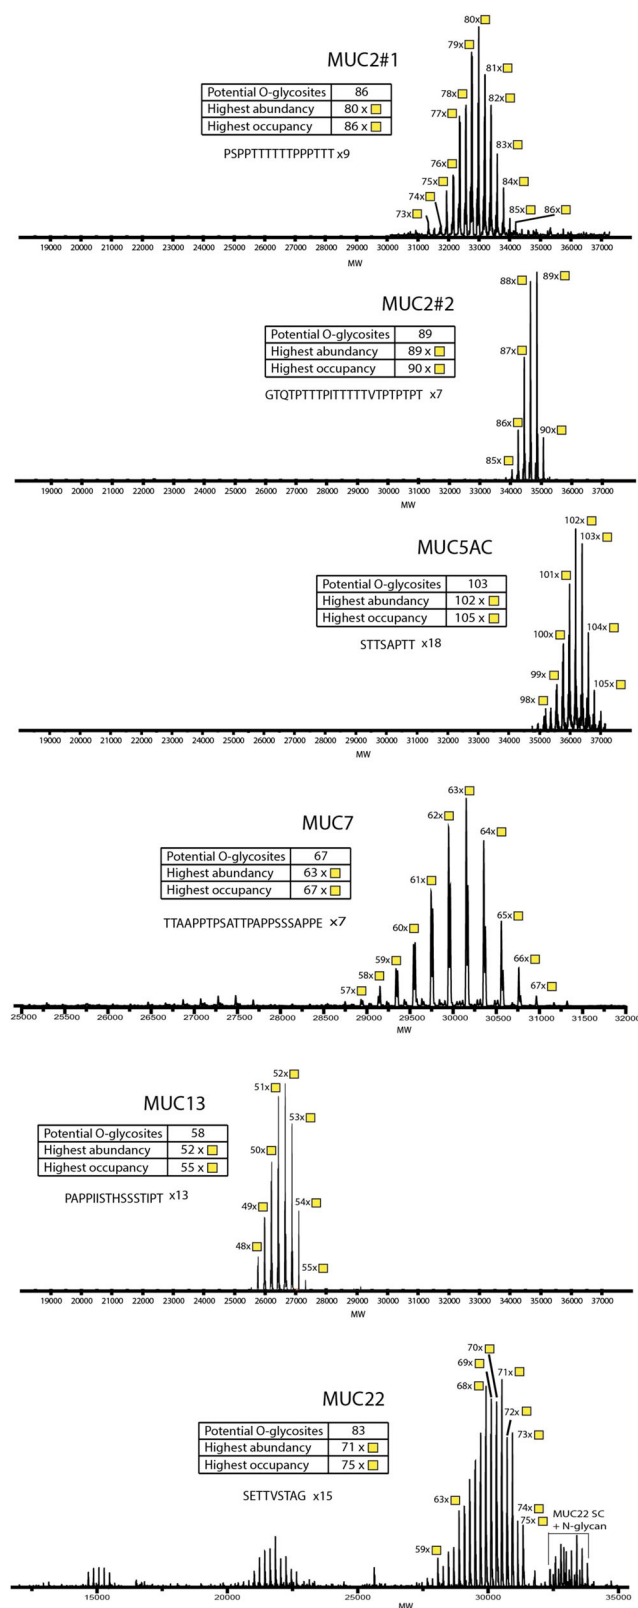 MUC2#1
Potential O-glycosites 86
Highest abundancy 80 x
Highest occupancy 86 x
PSPPTTTTTTPPPTTT x9
73x
74x
75x
76x
77x
78x
79x
80x
81x
82x
83x
84x
85x
86x
19000 20000 21000 22000 23000 24000 25000 26000 27000 28000 29000 30000 31000 32000 33000 34000 35000 36000 37000
MW
MUC2#2
Potential O-glycosites 89
Highest abundancy 89 x
Highest occupancy 90 x
GTQTPTTTPITTTTTVTPTPTPT x7
85x
86x
87x
88x
89x
90x
19000 20000 21000 22000 23000 24000 25000 26000 27000 28000 29000 30000 31000 32000 33000 34000 35000 36000 37000
MW
MUC5AC
Potential O-glycosites 103
Highest abundancy 102 x
Highest occupancy 105 x
STTSAPTT x18
98x
99x
100x
101x
102x
103x
104x
105x
19000 20000 21000 22000 23000 24000 25000 26000 27000 28000 29000 30000 31000 32000 33000 34000 35000 36000 37000
MW
MUC7
Potential O-glycosites 67
Highest abundancy 63 x
Highest occupancy 67 x
TTAAPPTPSATTPAPPSSSAPPE x7
57x
58x
59x
60x
61x
62x
63x
64x
65x
66x
67x
25000 25500 26000 26500 27000 27500 28000 28500 29000 29500 30000 30500 31000 31500 32000
MW
MUC13
Potential O-glycosites 58
Highest abundancy 52 x
Highest occupancy 55 x
PAPPIISTHSSSTIPT x13
48x
49x
50x
51x
52x
53x
54x
55x
19000 20000 21000 22000 23000 24000 25000 26000 27000 28000 29000 30000 31000 32000 33000 34000 35000 36000 37000
MW
MUC22
Potential O-glycosites 83
Highest abundancy 71 x
Highest occupancy 75 x
SETTVSTAG x15
59x
63x
68x
69x
70x
71x
72x
73x
74x
75x
MUC22 SC
+ N-glycan
15000 20000 25000 30000 35000
MW